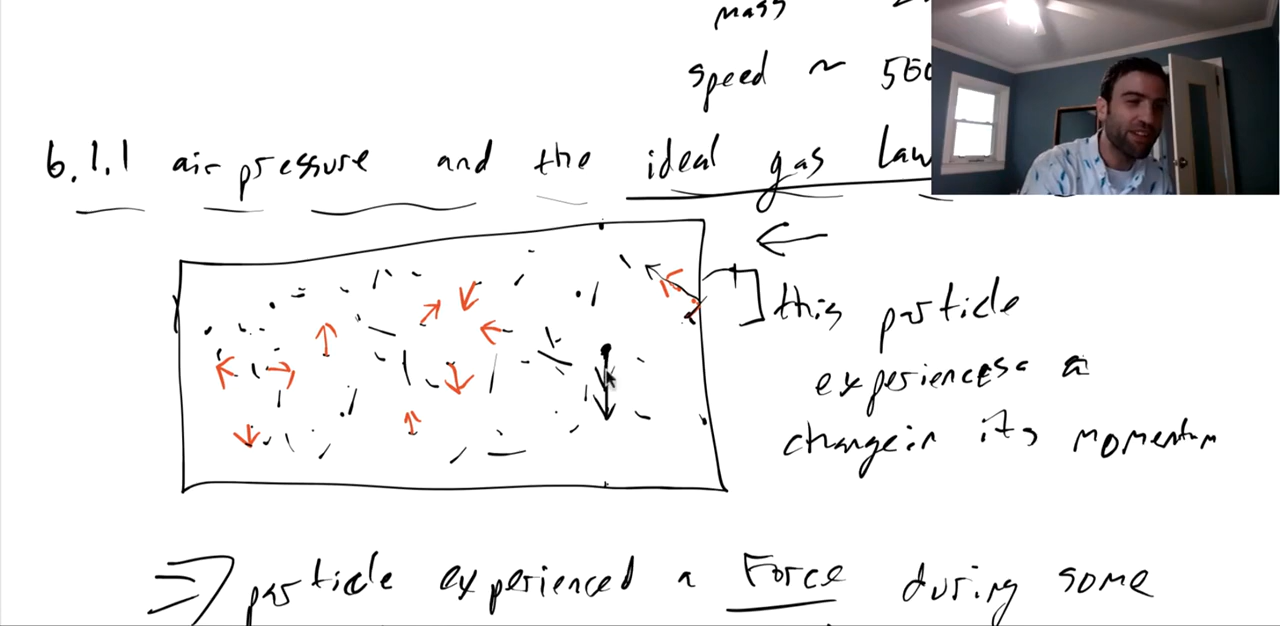 mass
speed ~ 500
6.1.1 air pressure and the ideal gas law
this particle
experiences a
change in its momentum
⇒ particle experienced a Force during some